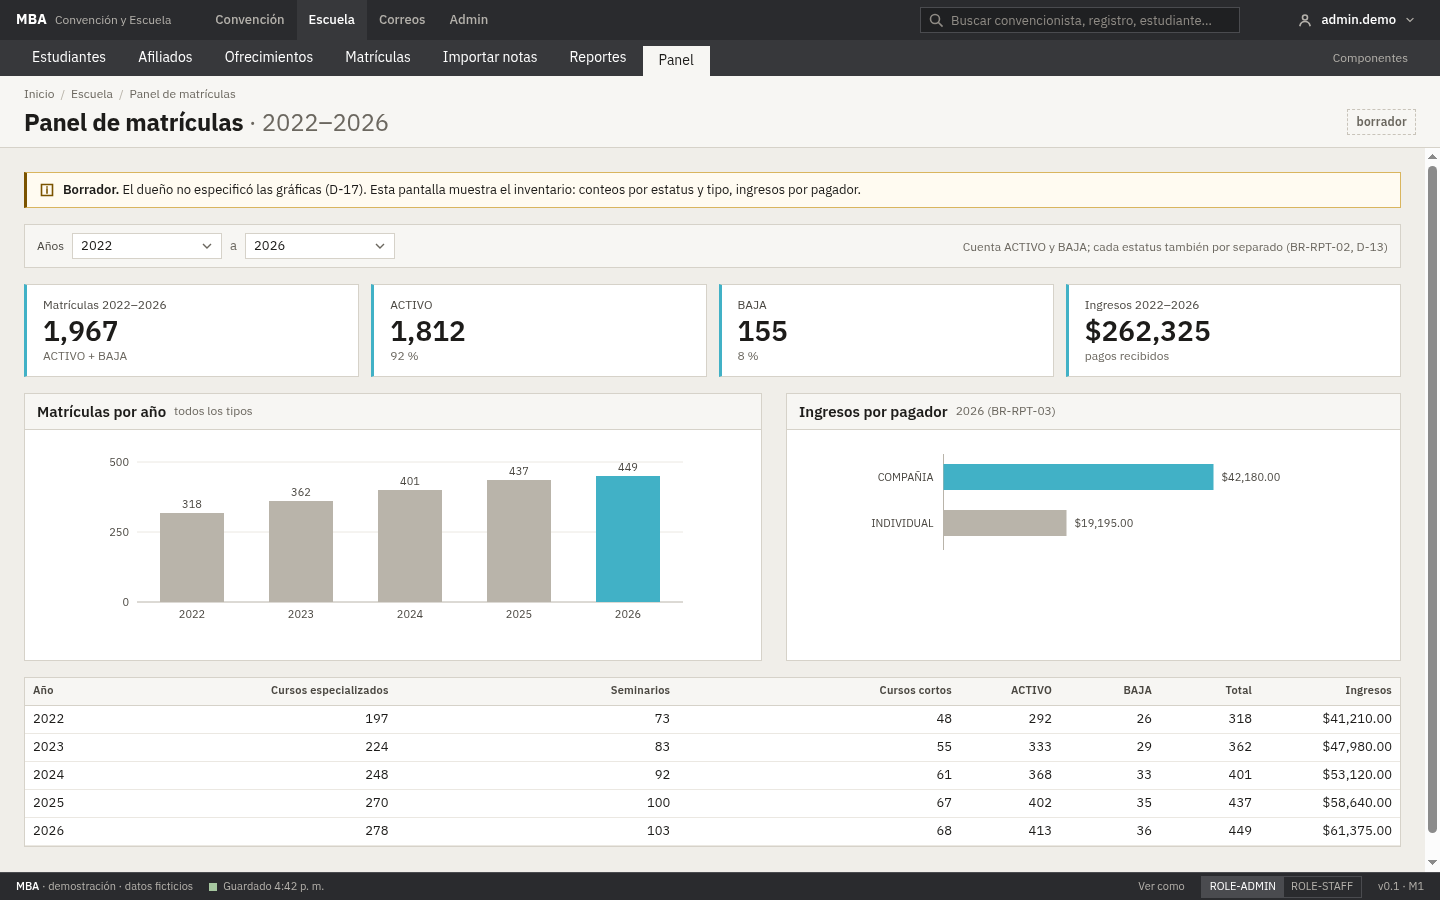 MBA Convención y Escuela Convención Escuela Correos Admin Buscar convencionista, registro, estudiante... admin.demo
Estudiantes Afiliados Ofrecimientos Matrículas Importar notas Reportes Panel Componentes
Inicio / Escuela / Panel de matrículas
Panel de matrículas · 2022–2026 borrador
Borrador. El dueño no especificó las gráficas (D-17). Esta pantalla muestra el inventario: conteos por estatus y tipo, ingresos por pagador.
Años 2022 a 2026 Cuenta ACTIVO y BAJA; cada estatus también por separado (BR-RPT-02, D-13)
Matrículas 2022–2026
1,967
ACTIVO + BAJA
ACTIVO
1,812
92 %
BAJA
155
8 %
Ingresos 2022–2026
$262,325
pagos recibidos
Matrículas por año todos los tipos
500
250
0
318
362
401
437
449
2022 2023 2024 2025 2026
Ingresos por pagador 2026 (BR-RPT-03)
COMPAÑIA $42,180.00
INDIVIDUAL $19,195.00
Año Cursos especializados Seminarios Cursos cortos ACTIVO BAJA Total Ingresos
2022 197 73 48 292 26 318 $41,210.00
2023 224 83 55 333 29 362 $47,980.00
2024 248 92 61 368 33 401 $53,120.00
2025 270 100 67 402 35 437 $58,640.00
2026 278 103 68 413 36 449 $61,375.00
MBA · demostración · datos ficticios Guardado 4:42 p. m. Ver como ROLE-ADMIN ROLE-STAFF v0.1 · M1